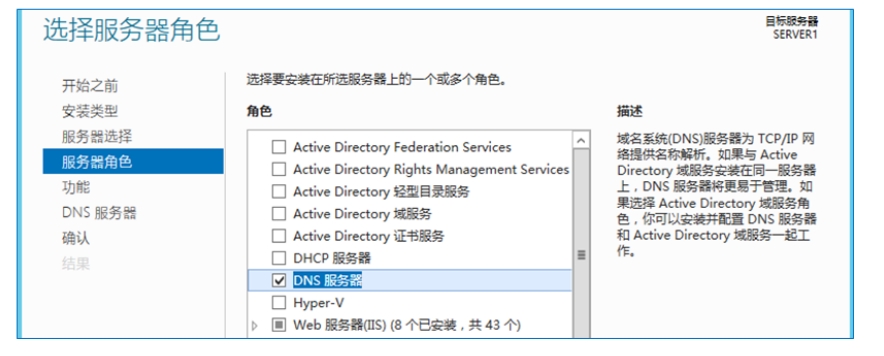 选择服务器角色
目标服务器
SERVER1
开始之前
安装类型
服务器选择
服务器角色
功能
DNS 服务器
确认
结果
选择要安装在所选服务器上的一个或多个角色。
角色
Active Directory Federation Services
Active Directory Rights Management Services
Active Directory 轻型目录服务
Active Directory 域服务
Active Directory 证书服务
DHCP 服务器
DNS 服务器
Hyper-V
Web 服务器(IIS) (8 个已安装，共 43 个)
描述
域名系统(DNS)服务器为 TCP/IP 网
络提供名称解析。如果与 Active
Directory 域服务安装在同一服务器
上，DNS 服务器将更易于管理。如
果选择 Active Directory 域服务角
色，你可以安装并配置 DNS 服务器
和 Active Directory 域服务一起工
作。